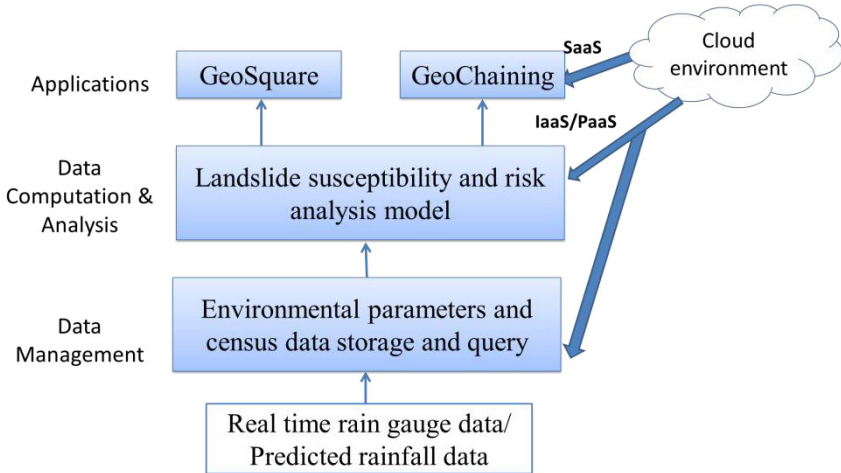 Applications
GeoSquare
GeoChaining
SaaS
Cloud
environment
IaaS/PaaS
Data
Computation &
Analysis
Landslide susceptibility and risk
analysis model
Data
Management
Environmental parameters and
census data storage and query
Real time rain gauge data/
Predicted rainfall data